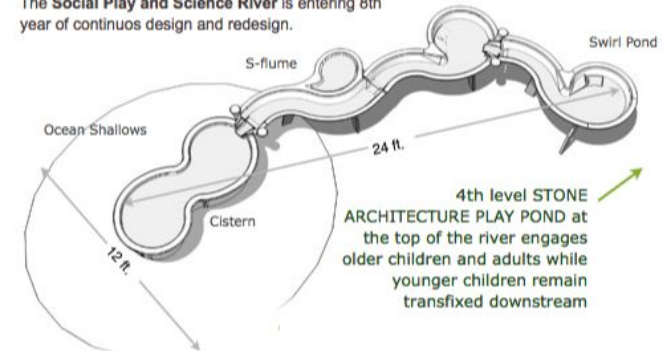 The Social Play and Science River is entering 8th
year of continuos design and redesign.
Swirl Pond
S-flume
Ocean Shallows
24 ft.
Cistern
12 ft.
4th level STONE
ARCHITECTURE PLAY POND at
the top of the river engages
older children and adults while
younger children remain
transfixed downstream